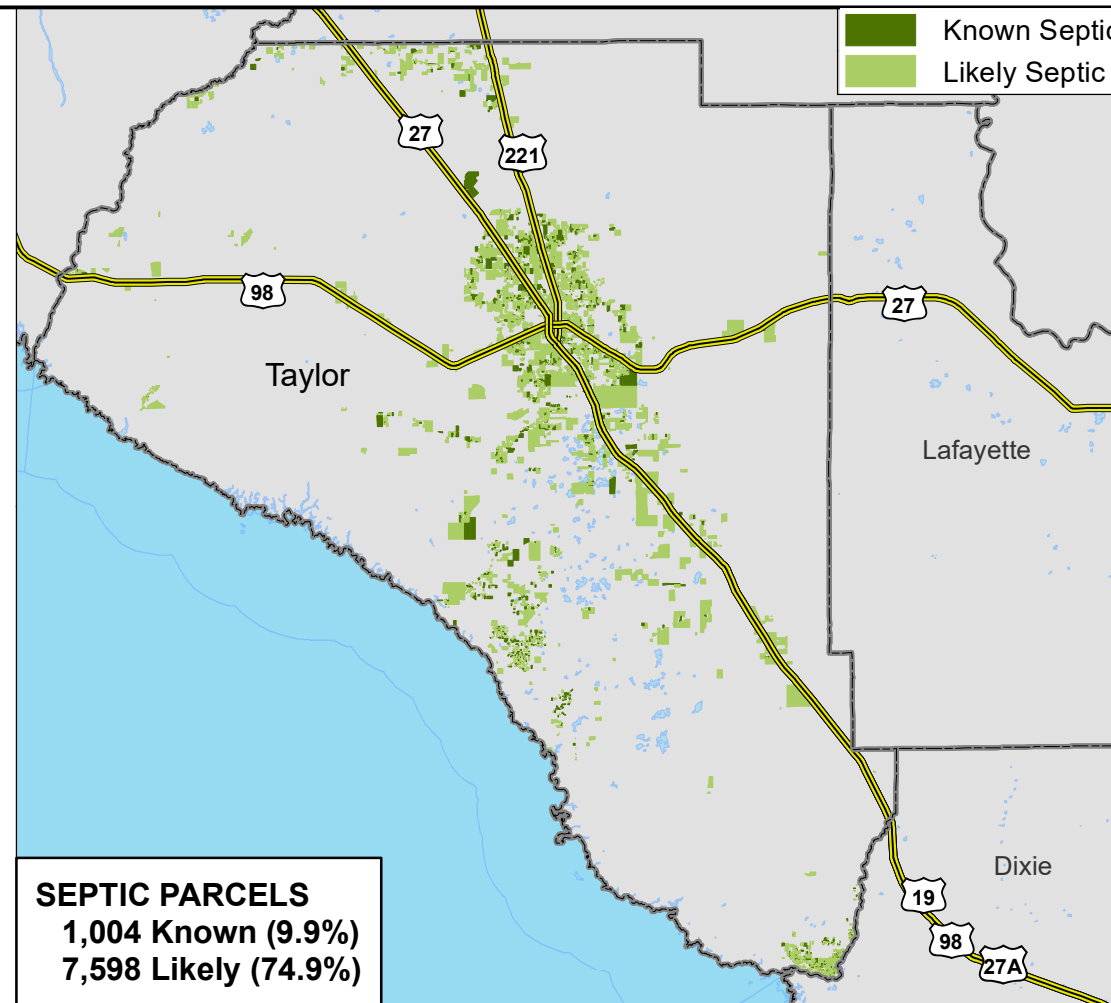 Known Septic
Likely Septic
27
221
98
27
Taylor
Lafayette
Dixie
19
98
27A
SEPTIC PARCELS
1,004 Known (9.9%)
7,598 Likely (74.9%)